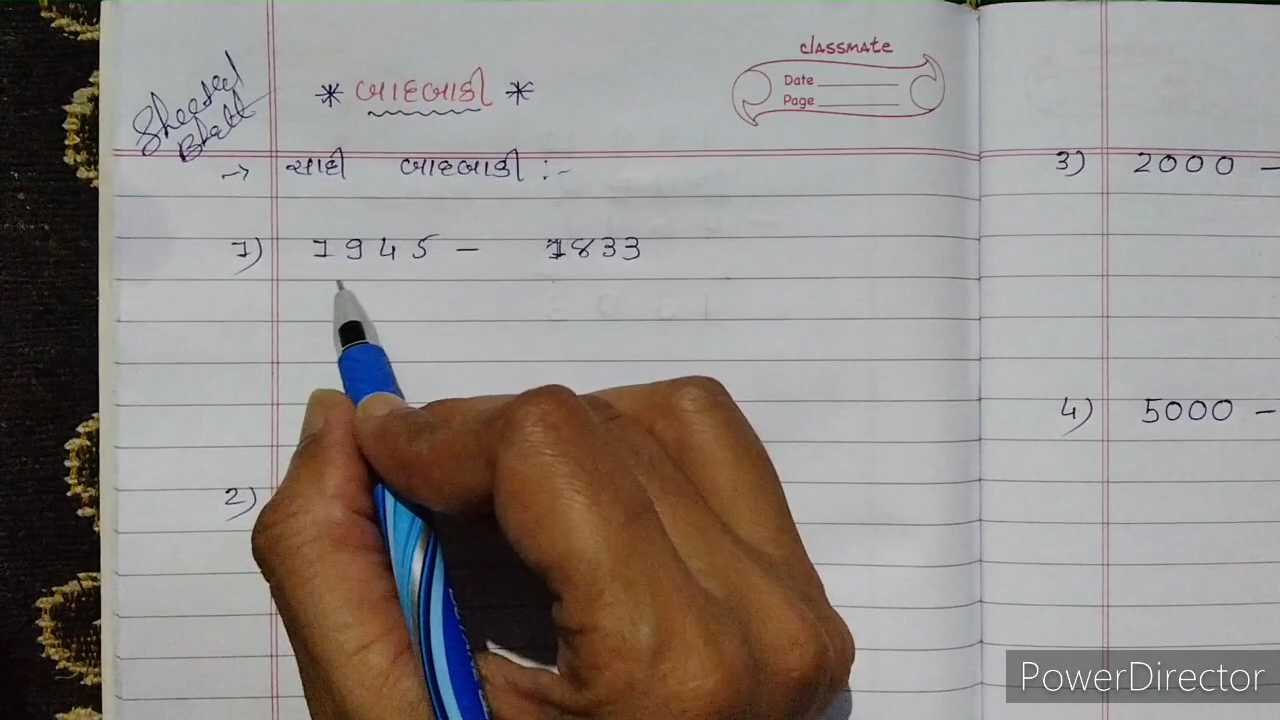 Sheetal
Bhatt
* બાદબાકી *
classmate
Date
Page
→ સાદી બાદબાકી :-
1) 1945 - 1833
2)
3) 2000 -
4) 5000 -
PowerDirector